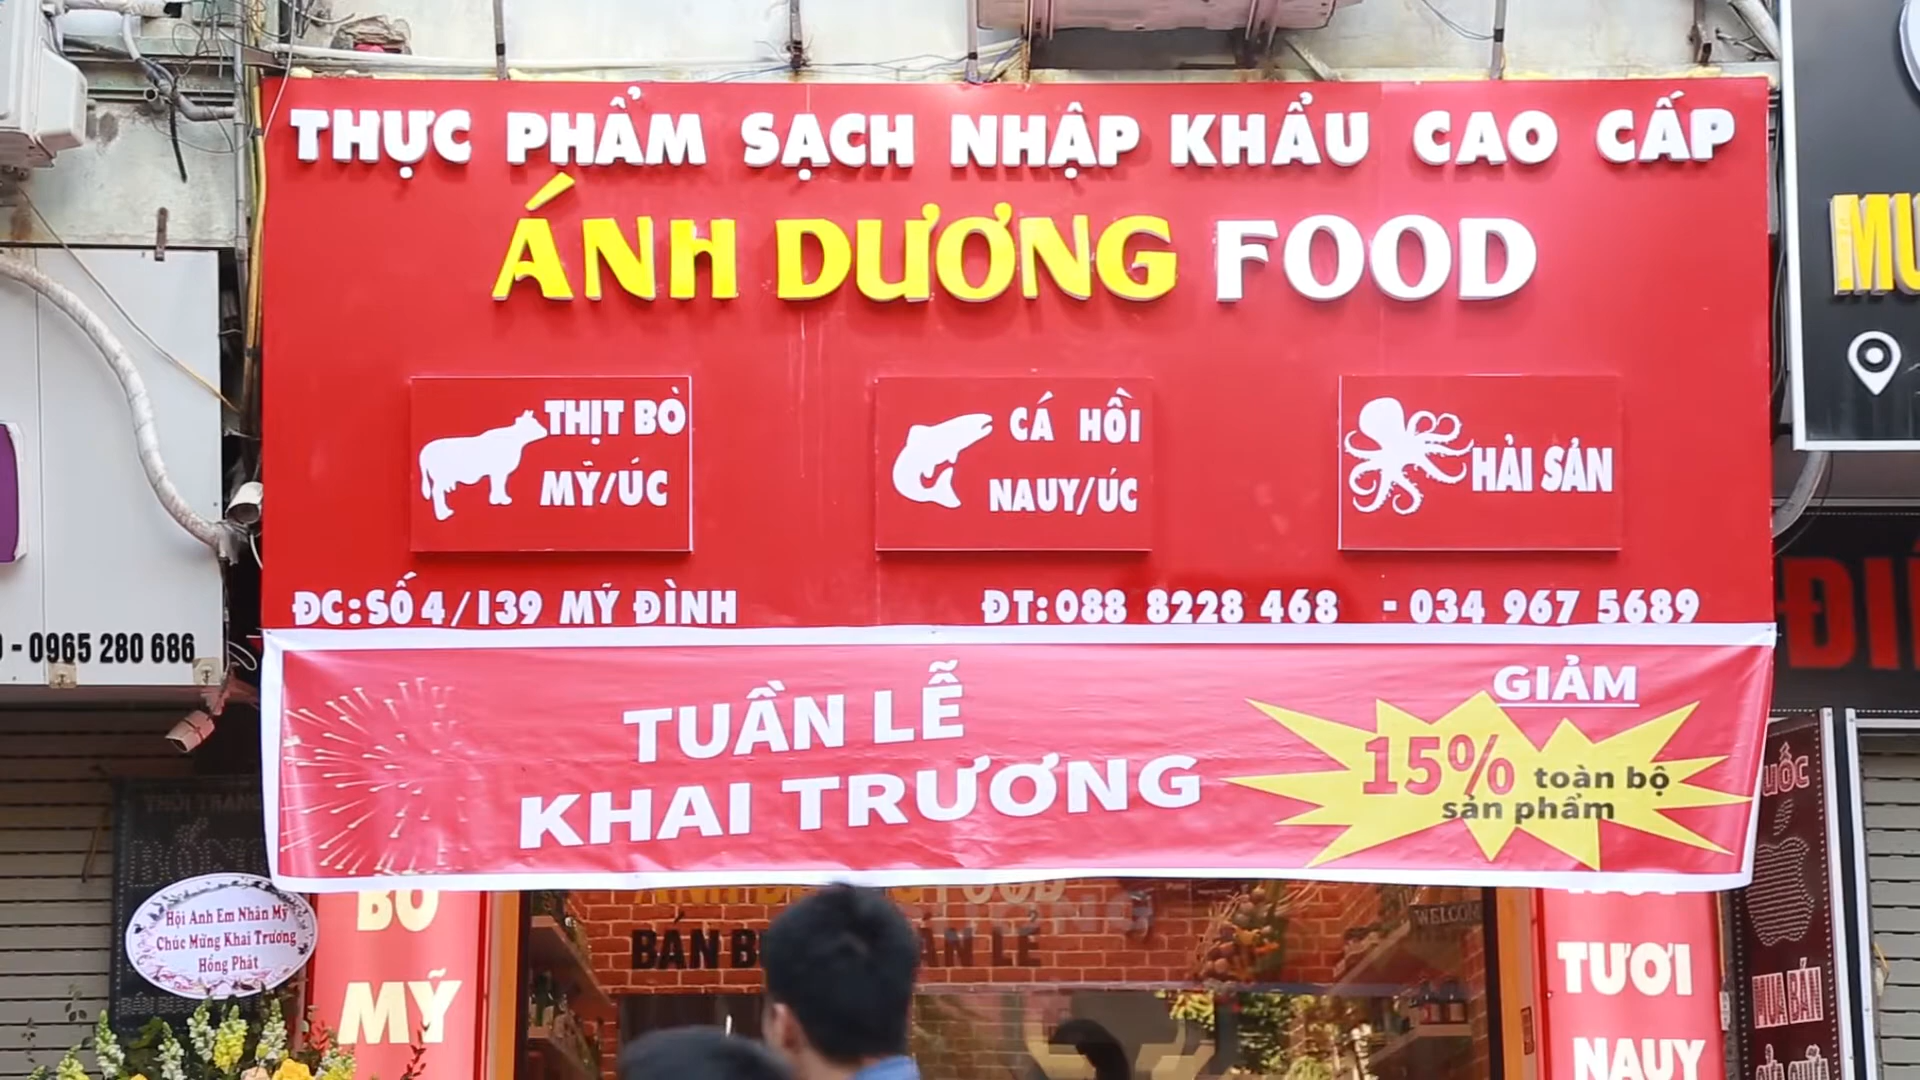 THỰC PHẨM SẠCH NHẬP KHẨU CAO CẤP
ÁNH DƯƠNG FOOD
THỊT BÒ
MỸ/ÚC
CÁ HỒI
NAUY/ÚC
HẢI SẢN
ĐC:SỐ 4/139 MỸ ĐÌNH
ĐT:088 8228 468 - 034 967 5689
TUẦN LỄ
KHAI TRƯƠNG
GIẢM
15% toàn bộ
sản phẩm
- 0965 280 686
Hội Anh Em Nhân Mỹ
Chúc Mừng Khai Trương
Hồng Phát
BÒ
MỸ
LẺ
WELCOME
TƯƠI
NAUY
MUA BÁN